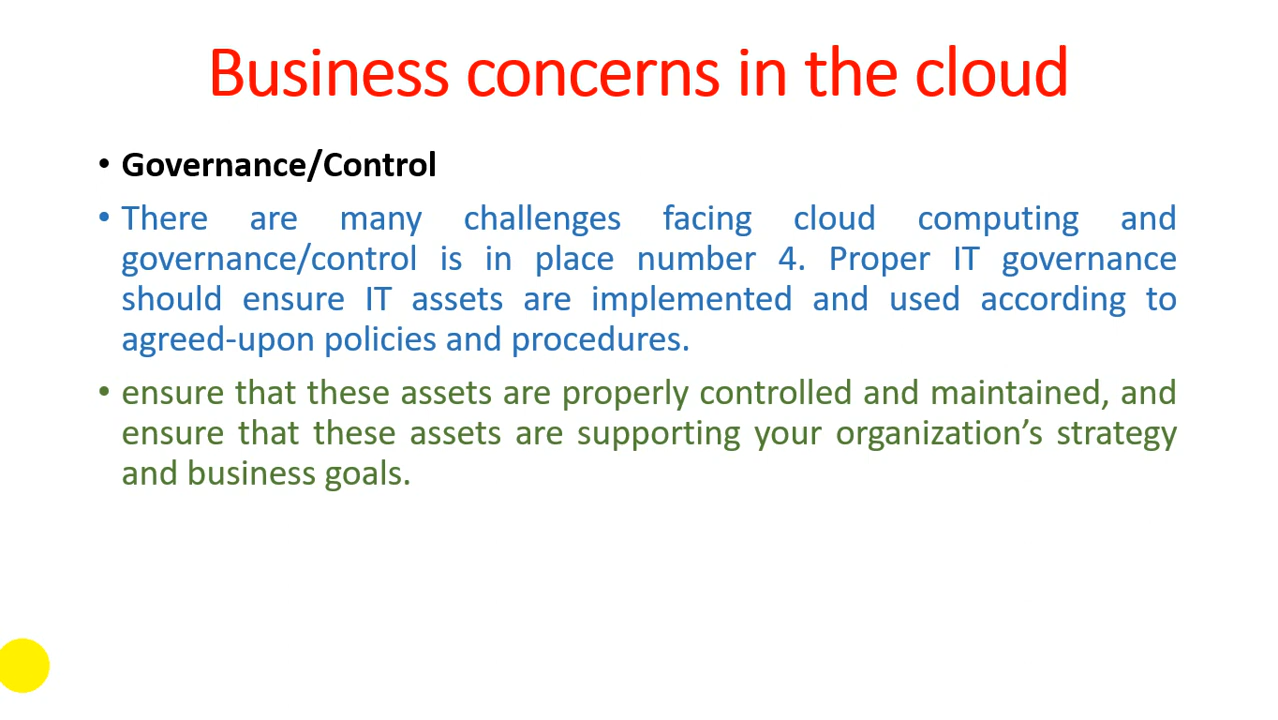 Business concerns in the cloud
• Governance/Control
• There are many challenges facing cloud computing and
governance/control is in place number 4. Proper IT governance
should ensure IT assets are implemented and used according to
agreed-upon policies and procedures.
• ensure that these assets are properly controlled and maintained, and
ensure that these assets are supporting your organization’s strategy
and business goals.